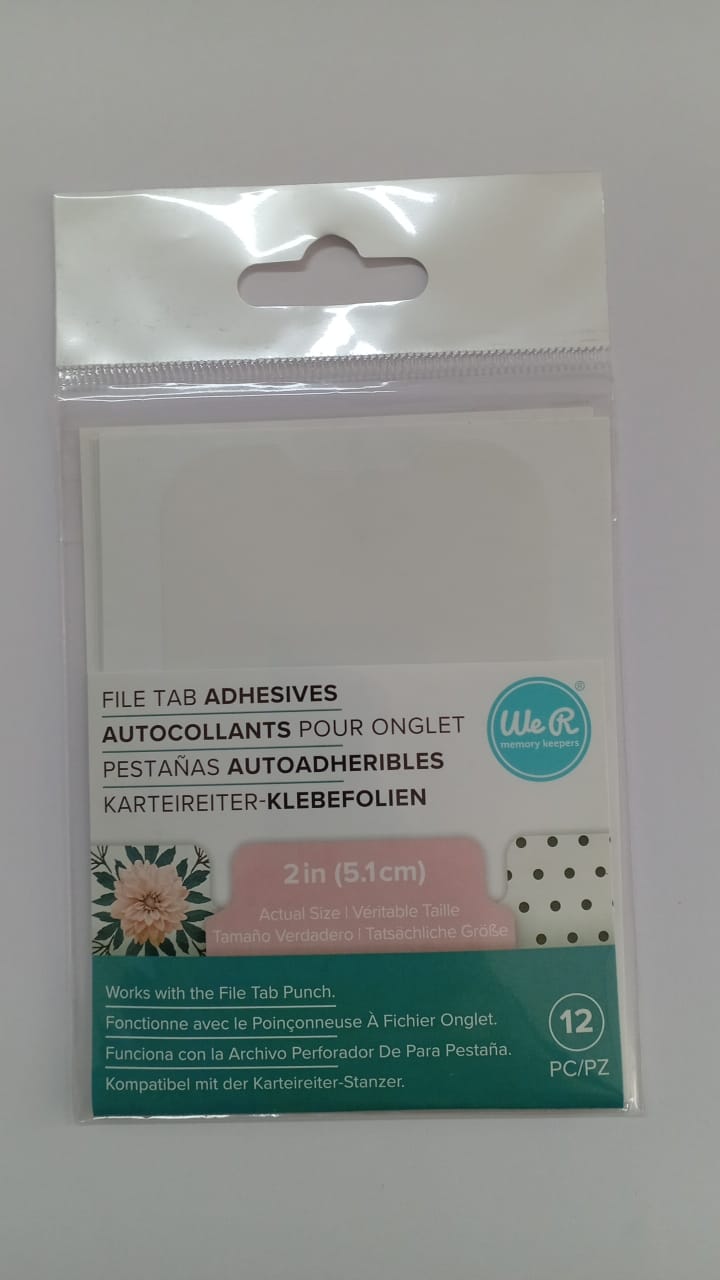 FILE TAB ADHESIVES
AUTOCOLLANTS POUR ONGLET
PESTAÑAS AUTOADHERIBLES
KARTEIREITER-KLEBEFOLIEN
We R ®
memory keepers
2 in (5.1cm)
Actual Size | Véritable Taille
Tamaño Verdadero | Tatsächliche Größe
Works with the File Tab Punch.
Fonctionne avec le Poinçonneuse À Fichier Onglet.
Funciona con la Archivo Perforador De Para Pestaña.
Kompatibel mit der Karteireiter-Stanzer.
12
PC/PZ